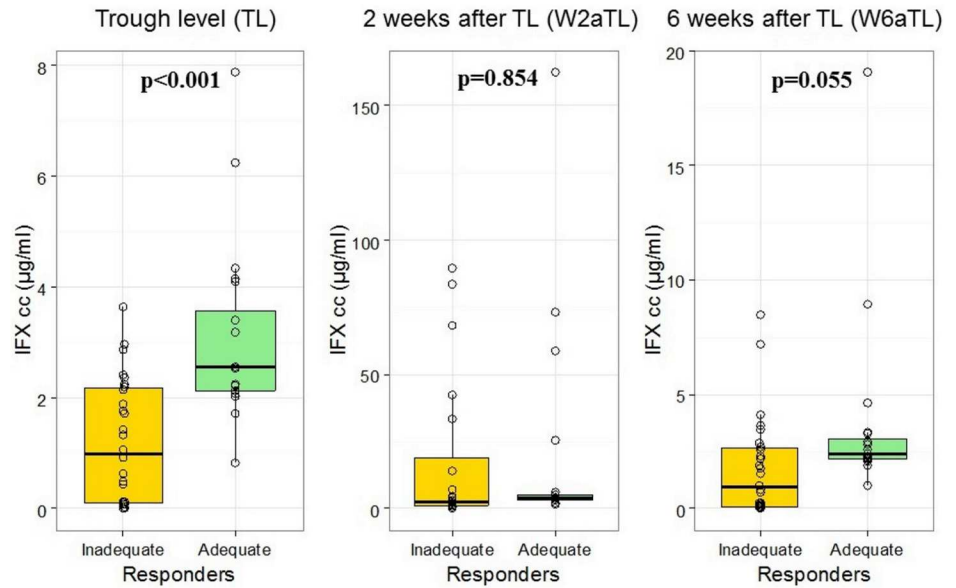 Trough level (TL)
p<0.001
8
6
4
2
0
IFX cc (μg/ml)
Inadequate Adequate
Responders
2 weeks after TL (W2aTL)
p=0.854
150
100
50
0
IFX cc (μg/ml)
Inadequate Adequate
Responders
6 weeks after TL (W6aTL)
p=0.055
20
15
10
5
0
IFX cc (μg/ml)
Inadequate Adequate
Responders